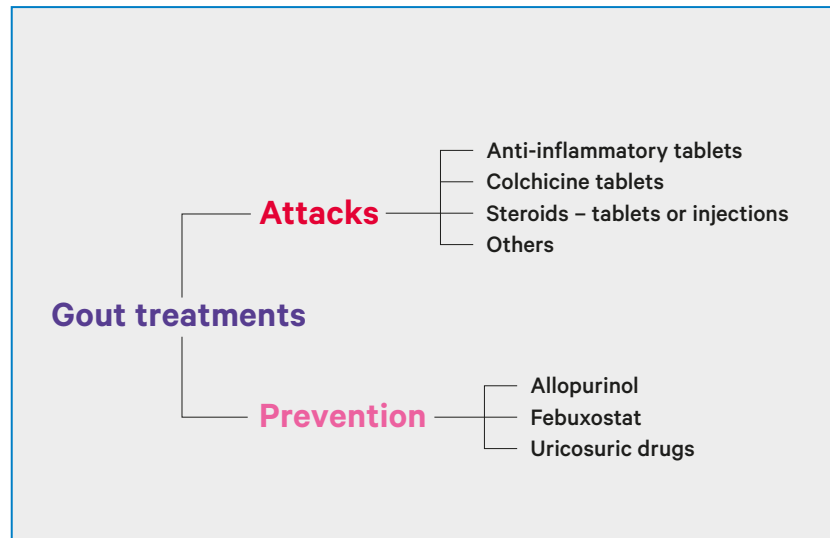 Gout treatments
Attacks
Anti-inflammatory tablets
Colchicine tablets
Steroids – tablets or injections
Others
Prevention
Allopurinol
Febuxostat
Uricosuric drugs